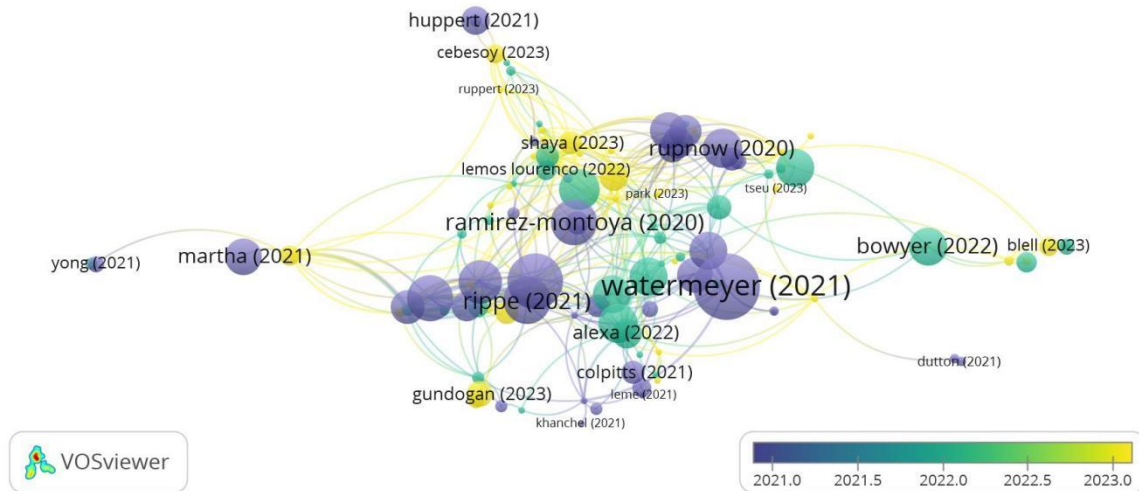 huppert (2021)
cebesoy (2023)
ruppert (2023)
shaya (2023)
rupnow (2020)
lemos lourenco (2022)
park (2023)
tseu (2023)
ramirez-montoya (2020)
bowyer (2022)
blell (2023)
martha (2021)
yong (2021)
watermeyer (2021)
rippe (2021)
alexa (2022)
dutton (2021)
colpitts (2021)
gundogan (2023)
leme (2021)
khanchel (2021)
VOSviewer
2021.0 2021.5 2022.0 2022.5 2023.0